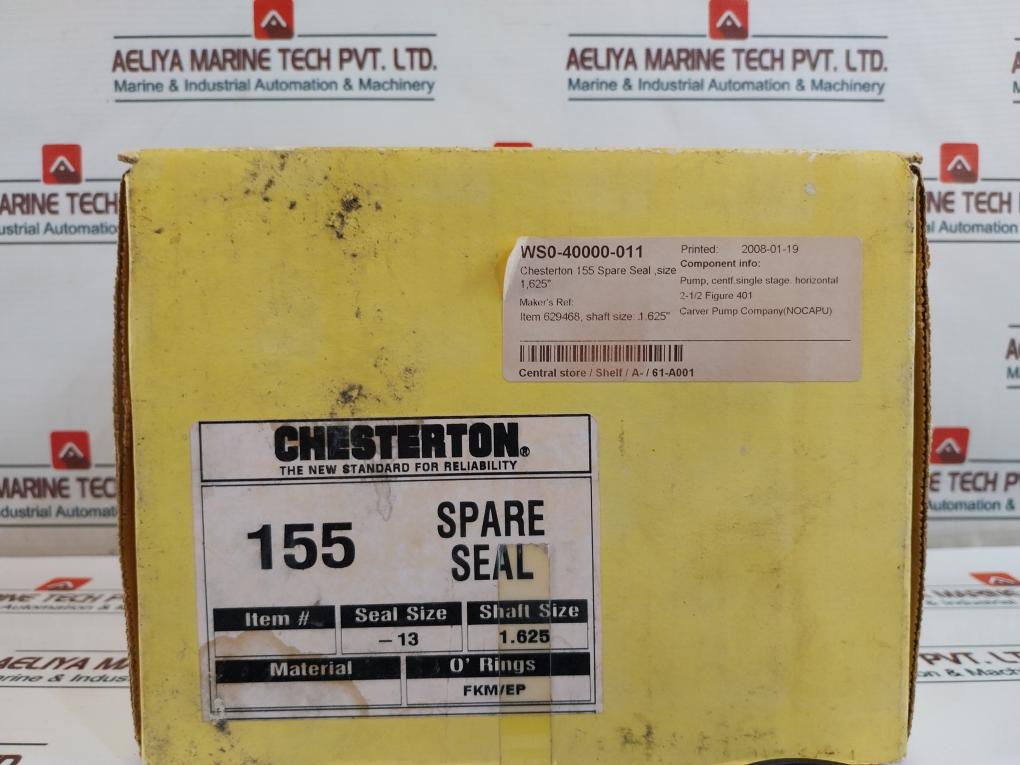 AELIYA MARINE TECH PVT. LTD.
Marine & Industrial Automation & Machinery
AELIYA MARINE TECH PVT. LTD.
Marine & Industrial Automation & Machinery
WS0-40000-011
Chesterton 155 Spare Seal ,size
1,625"
Maker's Ref:
Item 629468, shaft size: .1.625"
Printed: 2008-01-19
Component info:
Pump, centf.single stage. horizontal
2-1/2 Figure 401
Carver Pump Company(NOCAPU)
Central store / Shelf / A- / 61-A001
CHESTERTON®
THE NEW STANDARD FOR RELIABILITY
155
SPARE
SEAL
Item # Seal Size Shaft Size
– 13 1.625
Material O' Rings
FKM/EP